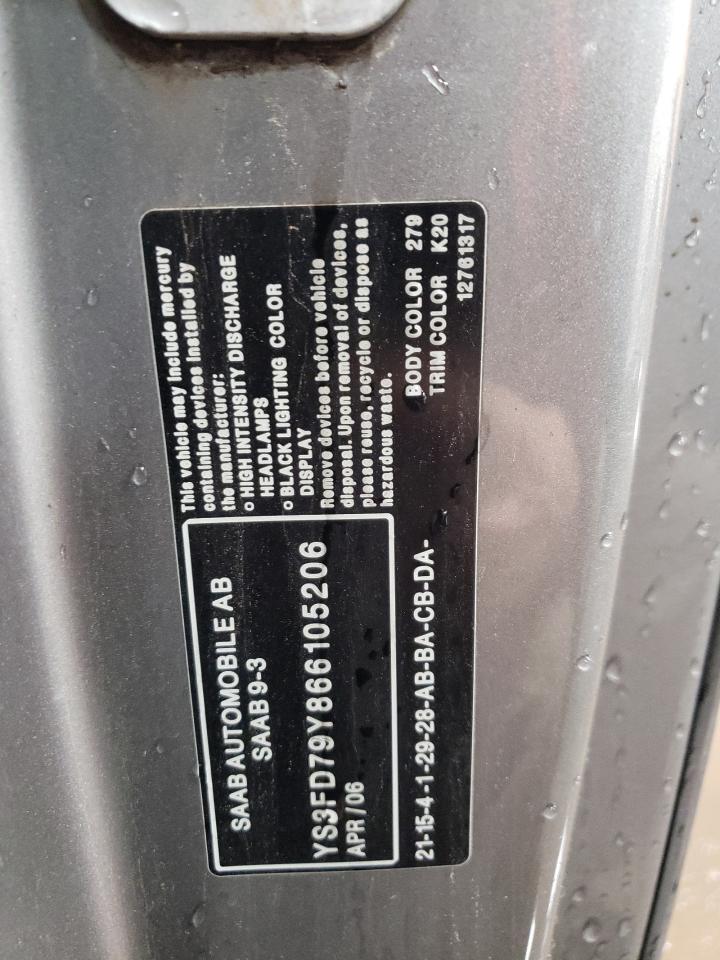 SAAB AUTOMOBILE AB
SAAB 9-3
YS3FD79Y866105206
APR/06
This vehicle may include mercury
containing devices installed by
the manufacturer:
o HIGH INTENSITY DISCHARGE
HEADLAMPS
o BLACK LIGHTING COLOR
DISPLAY
Remove devices before vehicle
disposal. Upon removal of devices,
please reuse, recycle or dispose as
hazardous waste.
21-15-4-1-29-28-AB-BA-CB-DA-
BODY COLOR 279
TRIM COLOR K20
12761317